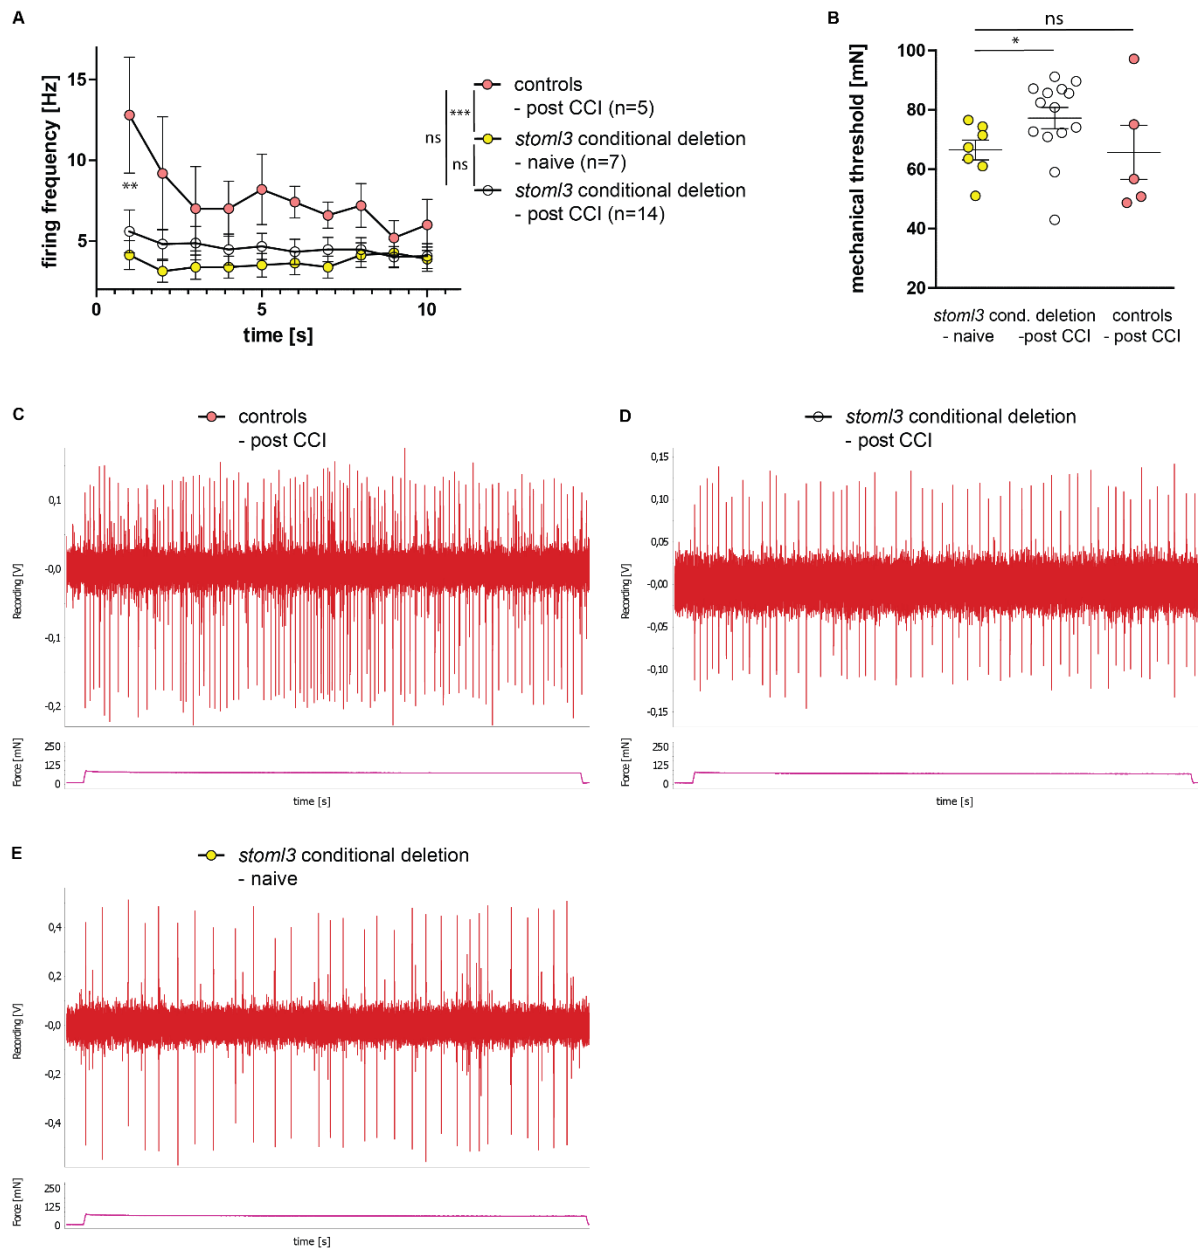 A
firing frequency [Hz]
15
10
5
0
5
10
time [s]
**
***
ns
ns
controls
- post CCI (n=5)
stoml3 conditional deletion
- naive (n=7)
stoml3 conditional deletion
- post CCI (n=14)
B
ns
*
mechanical threshold [mN]
100
80
60
40
20
stoml3 cond. deletion
- naive
-post CCI
controls
- post CCI
C
controls
- post CCI
Recording [V]
0,1
-0,0
-0,1
-0,2
Force [mN]
250
125
0
time [s]
D
stoml3 conditional deletion
- post CCI
Recording [V]
0,15
0,10
0,05
-0,00
-0,05
-0,10
-0,15
Force [mN]
250
125
0
time [s]
E
stoml3 conditional deletion
- naive
Recording [V]
0,4
0,2
-0,0
-0,2
-0,4
Force [mN]
250
125
0
time [s]